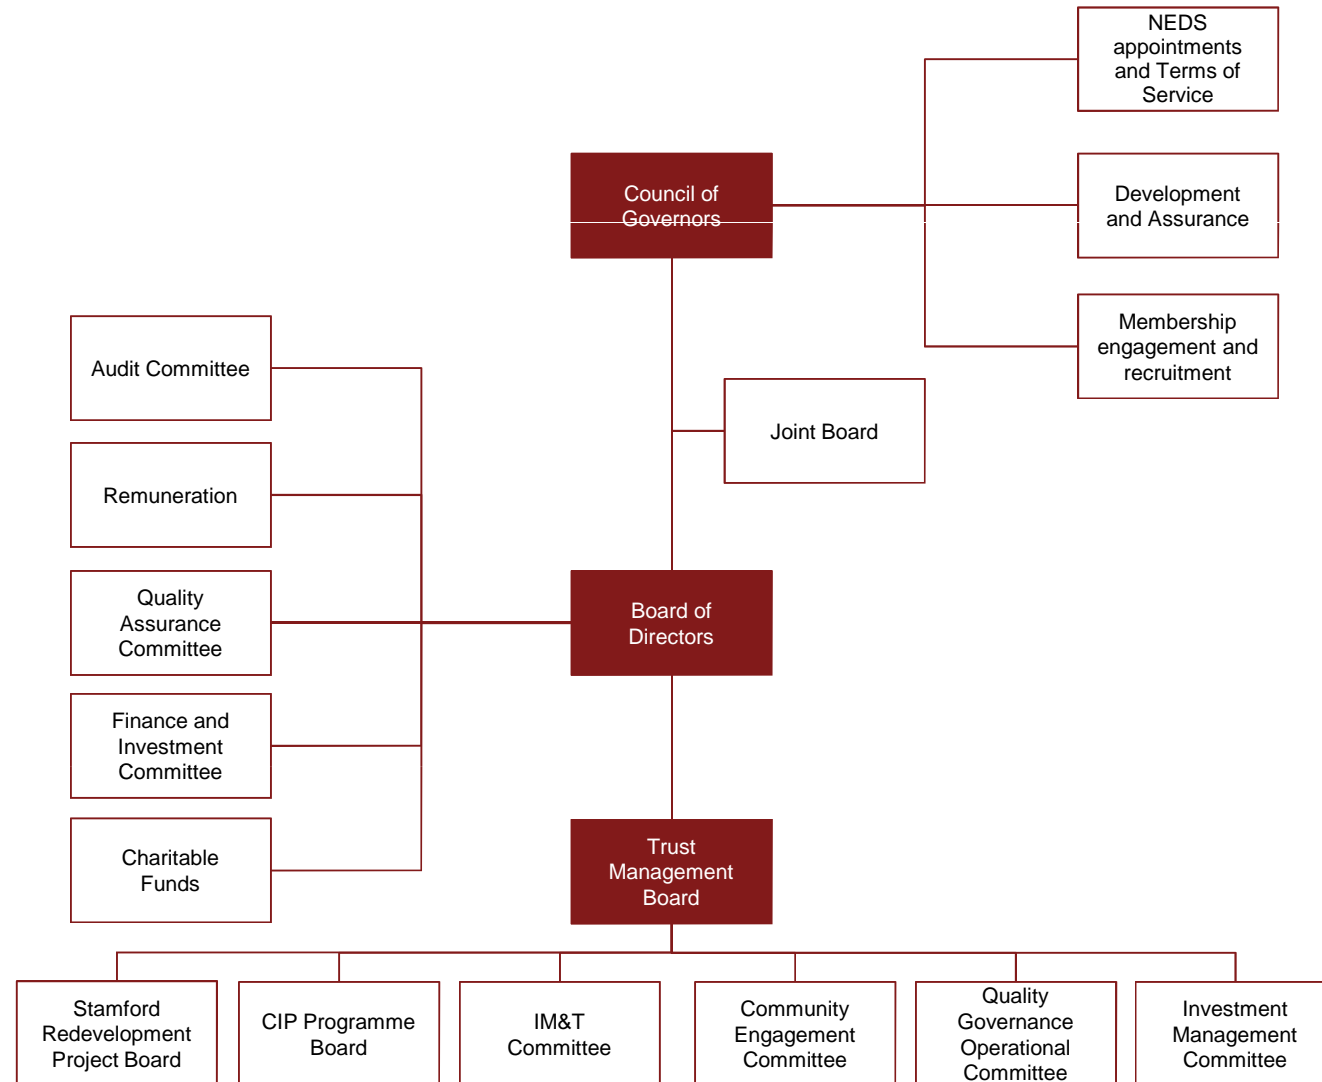 NEDS
appointments
and Terms of
Service
Council of
Governors
Development
and Assurance
Membership
engagement and
recruitment
Audit Committee
Joint Board
Remuneration
Quality
Assurance
Committee
Board of
Directors
Finance and
Investment
Committee
Charitable
Funds
Trust
Management
Board
Stamford
Redevelopment
Project Board
CIP Programme
Board
IM&T
Committee
Community
Engagement
Committee
Quality
Governance
Operational
Committee
Investment
Management
Committee